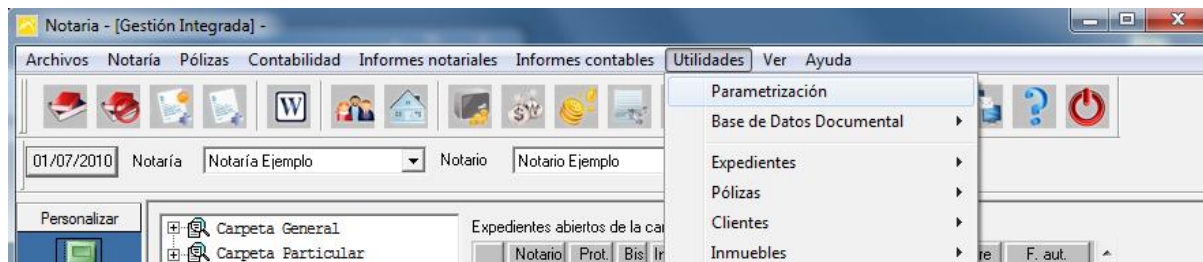 Notaria - [Gestión Integrada] -
Archivos Notaría Pólizas Contabilidad Informes notariales Informes contables Utilidades Ver Ayuda
Parametrización
W
Base de Datos Documental
01/07/2010 Notaría Notaría Ejemplo Notario Notario Ejemplo
Expedientes
Pólizas
Personalizar
Carpeta General
Expedientes abiertos de la
Clientes
Carpeta Particular
Notario Prot. Bis
Inmuebles
F. aut.